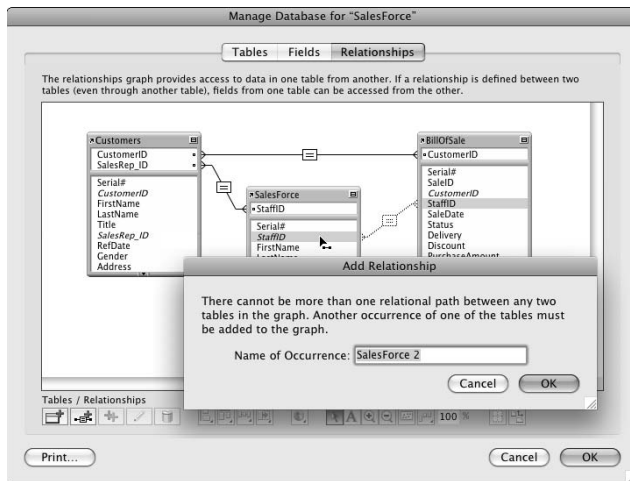 Manage Database for "SalesForce"
Tables Fields Relationships
The relationships graph provides access to data in one table from another. If a relationship is defined between two
tables (even through another table), fields from one table can be accessed from the other.
Customers
CustomerID
SalesRep_ID
Serial#
CustomerID
FirstName
LastName
Title
SalesRep_ID
RefDate
Gender
Address
SalesForce
StaffID
Serial#
StaffID
FirstName
BillOfSale
CustomerID
Serial#
SaleID
CustomerID
StaffID
SaleDate
Status
Delivery
Discount
PurchaseAmount
Add Relationship
There cannot be more than one relational path between any two
tables in the graph. Another occurrence of one of the tables must
be added to the graph.
Name of Occurrence: SalesForce 2
Cancel OK
Tables / Relationships
A 100 %
Print... Cancel OK